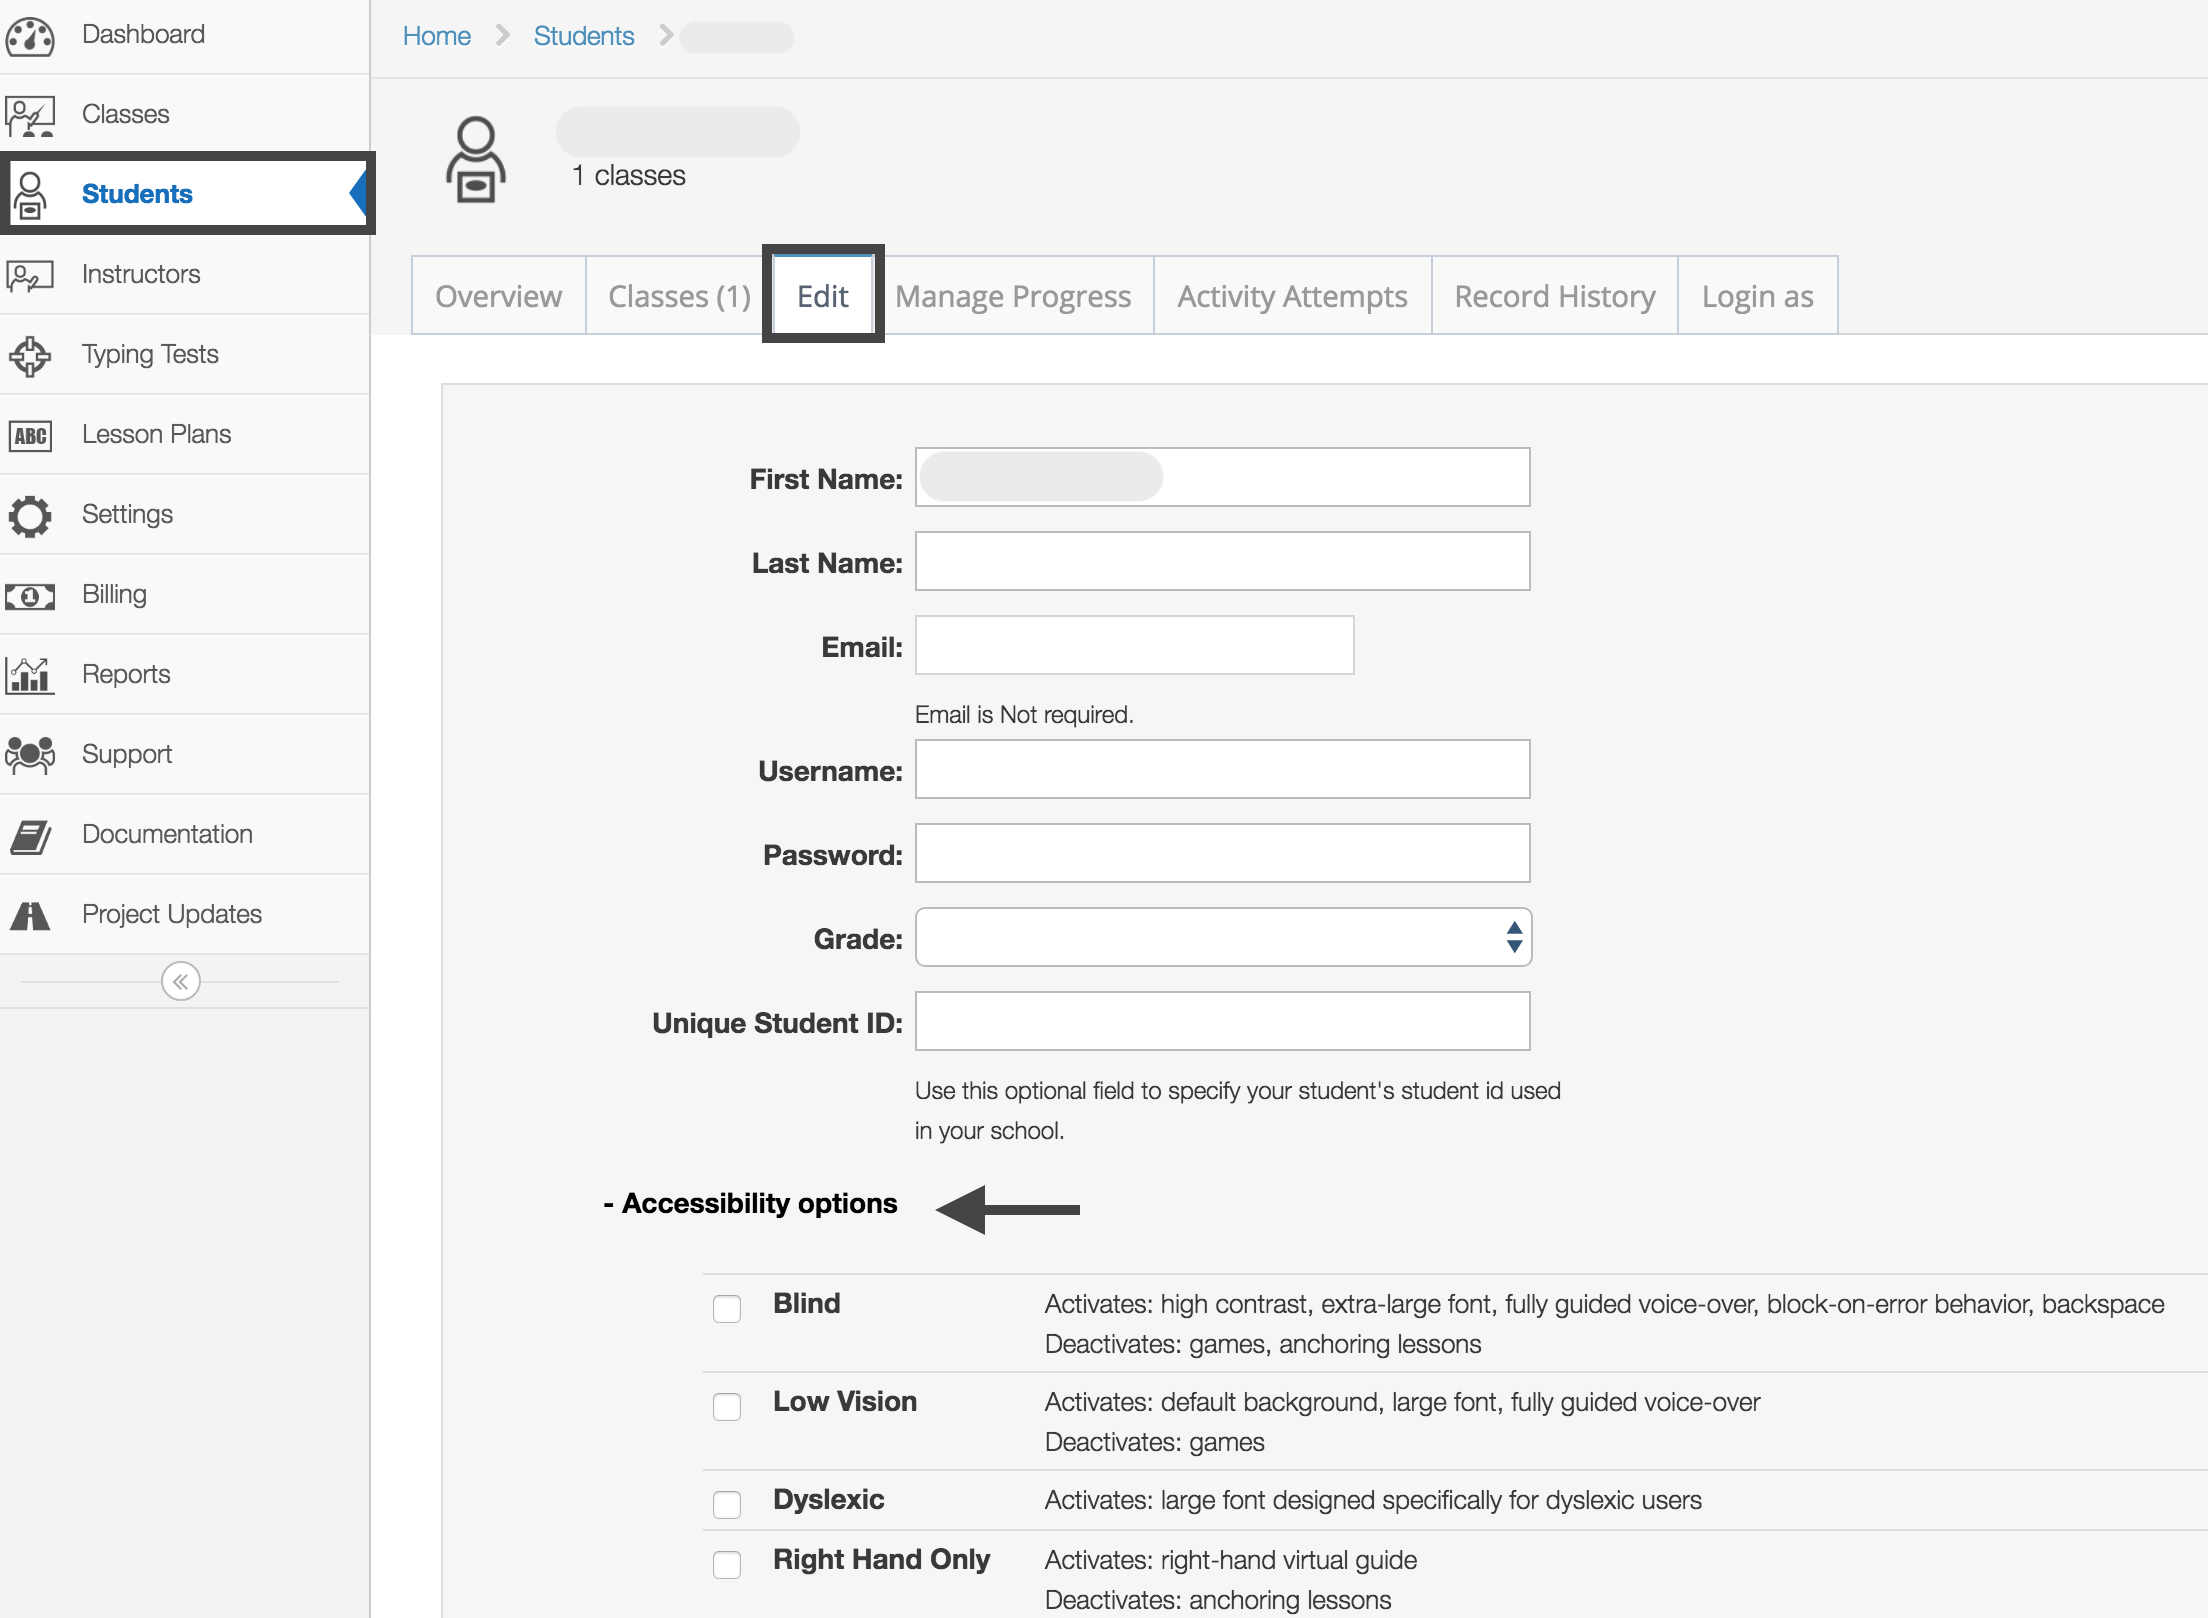 Dashboard
Classes
Students
Instructors
Typing Tests
ABC
Lesson Plans
Settings
1
Billing
Reports
Support
Documentation
Project Updates
«
Home
Students
1 classes
Overview
Classes (1)
Edit
Manage Progress
Activity Attempts
Record History
Login as
First Name:
Last Name:
Email:
Email is Not required.
Username:
Password:
Grade:
Unique Student ID:
Use this optional field to specify your student's student id used
in your school.
- Accessibility options
Blind
Activates: high contrast, extra-large font, fully guided voice-over, block-on-error behavior, backspace
Deactivates: games, anchoring lessons
Low Vision
Activates: default background, large font, fully guided voice-over
Deactivates: games
Dyslexic
Activates: large font designed specifically for dyslexic users
Right Hand Only
Activates: right-hand virtual guide
Deactivates: anchoring lessons